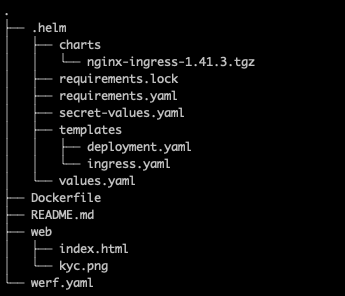 .
├── .helm
│   ├── charts
│   │   └── nginx-ingress-1.41.3.tgz
│   ├── requirements.lock
│   ├── requirements.yaml
│   ├── secret-values.yaml
│   ├── templates
│   │   ├── deployment.yaml
│   │   └── ingress.yaml
│   └── values.yaml
├── Dockerfile
├── README.md
├── web
│   ├── index.html
│   └── kyc.png
└── werf.yaml